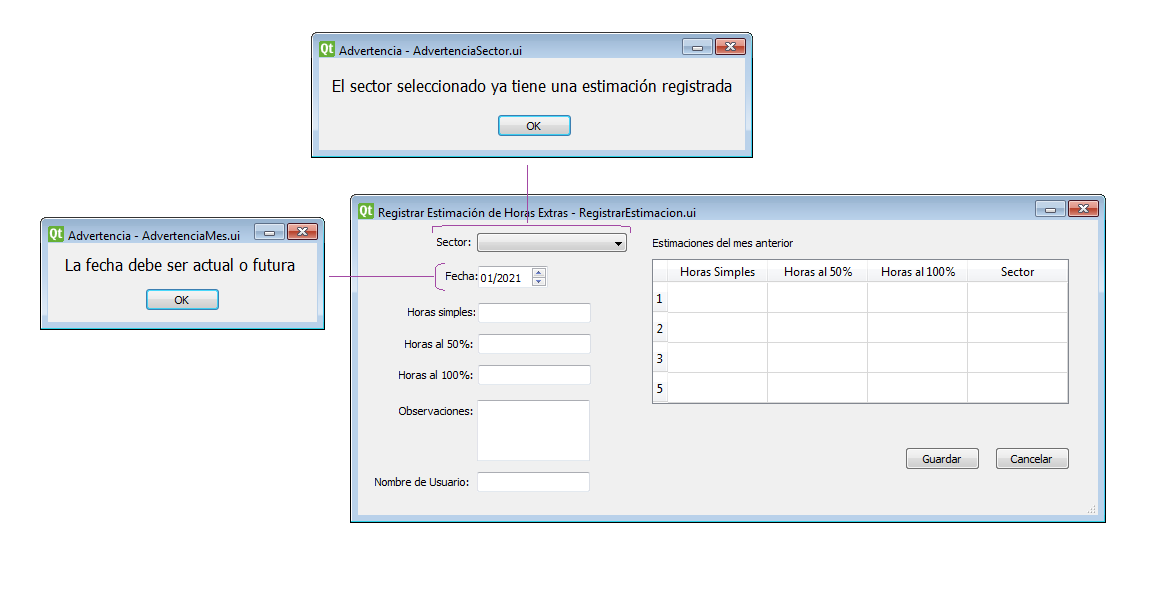 Qt Advertencia - AdvertenciaSector.ui
El sector seleccionado ya tiene una estimación registrada
OK
Qt Advertencia - AdvertenciaMes.ui
La fecha debe ser actual o futura
OK
Qt Registrar Estimación de Horas Extras - RegistrarEstimacion.ui
Sector:
Fecha: 01/2021
Horas simples:
Horas al 50%:
Horas al 100%:
Observaciones:
Nombre de Usuario:
Estimaciones del mes anterior
Horas Simples Horas al 50% Horas al 100% Sector
1
2
3
5
Guardar Cancelar